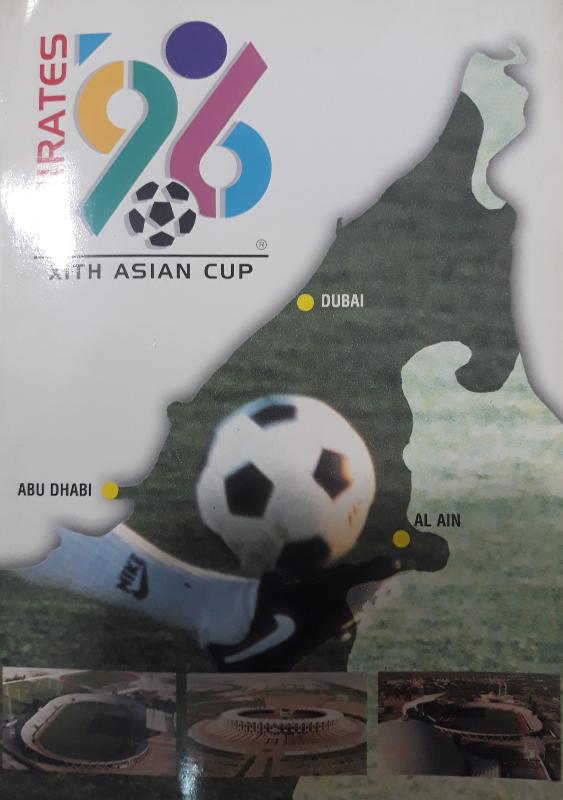 IRATES
'96
®
XITH ASIAN CUP
DUBAI
ABU DHABI
AL AIN
NIKE